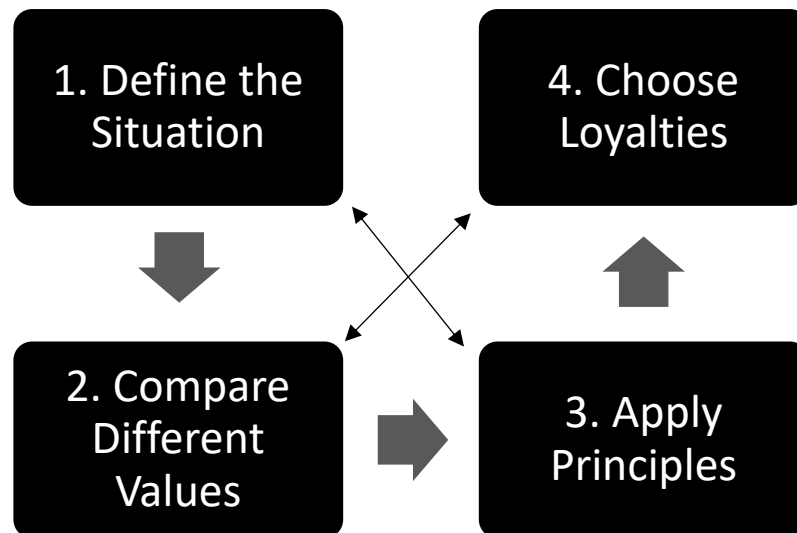 1. Define the
Situation
2. Compare
Different
Values
3. Apply
Principles
4. Choose
Loyalties